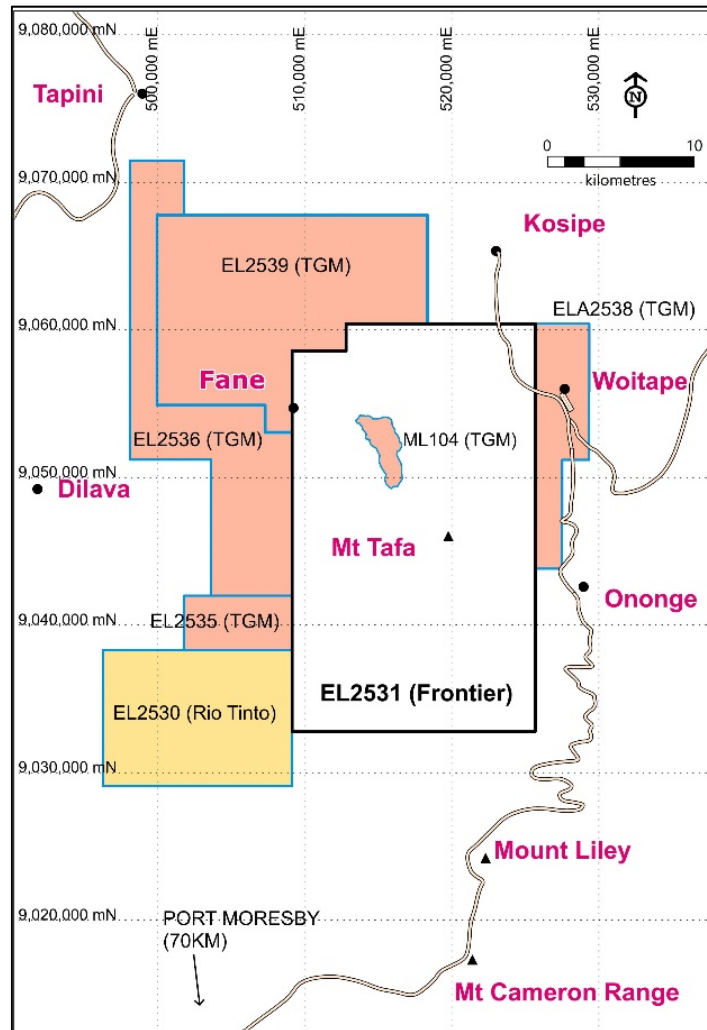 9,080,000 mN
500,000 mE
510,000 mE
520,000 mE
530,000 mE
Tapini
N
0 10
kilometres
9,070,000 mN
Kosipe
EL2539 (TGM)
ELA2538 (TGM)
9,060,000 mN
Fane
Woitape
EL2536 (TGM)
ML104 (TGM)
9,050,000 mN
Dilava
Mt Tafa
Ononge
9,040,000 mN
EL2535 (TGM)
EL2531 (Frontier)
EL2530 (Rio Tinto)
9,030,000 mN
Mount Liley
9,020,000 mN
PORT MORESBY
(70KM)
Mt Cameron Range